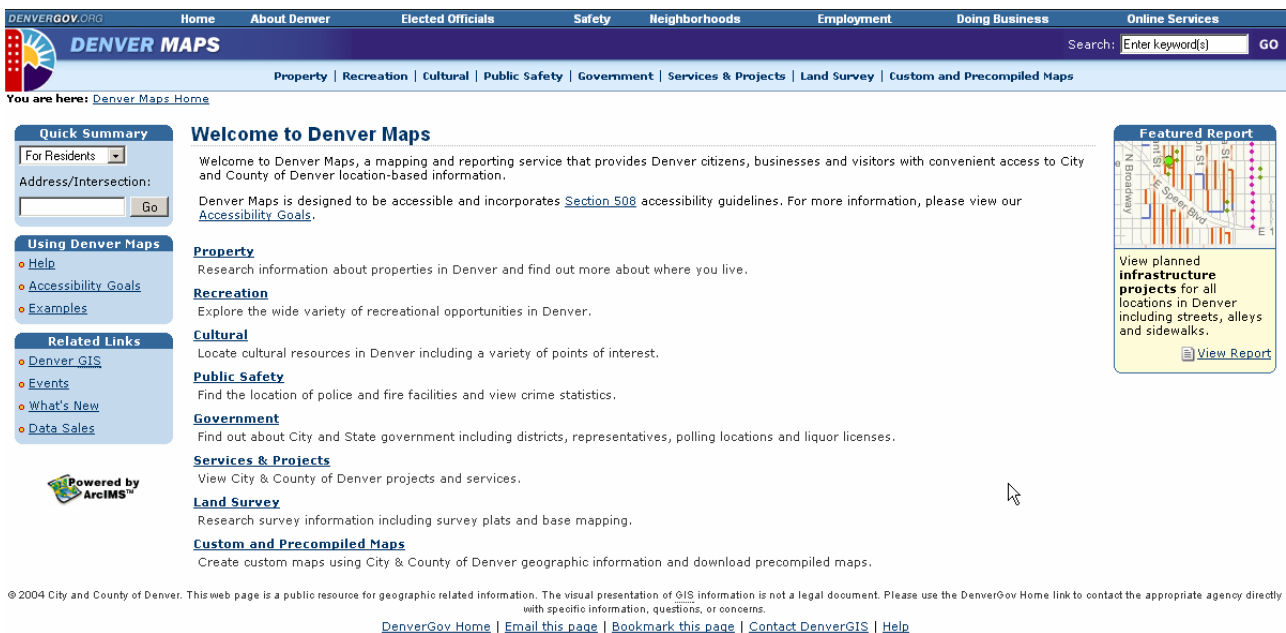 DENVERGOV.ORG Home About Denver Elected Officials Safety Neighborhoods Employment Doing Business Online Services
DENVER MAPS
Search: Enter keyword(s) GO
Property | Recreation | Cultural | Public Safety | Government | Services & Projects | Land Survey | Custom and Precompiled Maps
You are here: Denver Maps Home
Quick Summary
For Residents
Address/Intersection:
Go
Using Denver Maps
Help
Accessibility Goals
Examples
Related Links
Denver GIS
Events
What's New
Data Sales
Powered by
ArcIMS™
Welcome to Denver Maps
Welcome to Denver Maps, a mapping and reporting service that provides Denver citizens, businesses and visitors with convenient access to City
and County of Denver location-based information.
Denver Maps is designed to be accessible and incorporates Section 508 accessibility guidelines. For more information, please view our
Accessibility Goals.
Property
Research information about properties in Denver and find out more about where you live.
Recreation
Explore the wide variety of recreational opportunities in Denver.
Cultural
Locate cultural resources in Denver including a variety of points of interest.
Public Safety
Find the location of police and fire facilities and view crime statistics.
Government
Find out about City and State government including districts, representatives, polling locations and liquor licenses.
Services & Projects
View City & County of Denver projects and services.
Land Survey
Research survey information including survey plats and base mapping.
Custom and Precompiled Maps
Create custom maps using City & County of Denver geographic information and download precompiled maps.
Featured Report
N Broadway
E Speer Blvd
E 1
View planned
infrastructure
projects for all
locations in Denver
including streets, alleys
and sidewalks.
View Report
© 2004 City and County of Denver. This web page is a public resource for geographic related information. The visual presentation of GIS information is not a legal document. Please use the DenverGov Home link to contact the appropriate agency directly
with specific information, questions, or concerns.
DenverGov Home | Email this page | Bookmark this page | Contact DenverGIS | Help